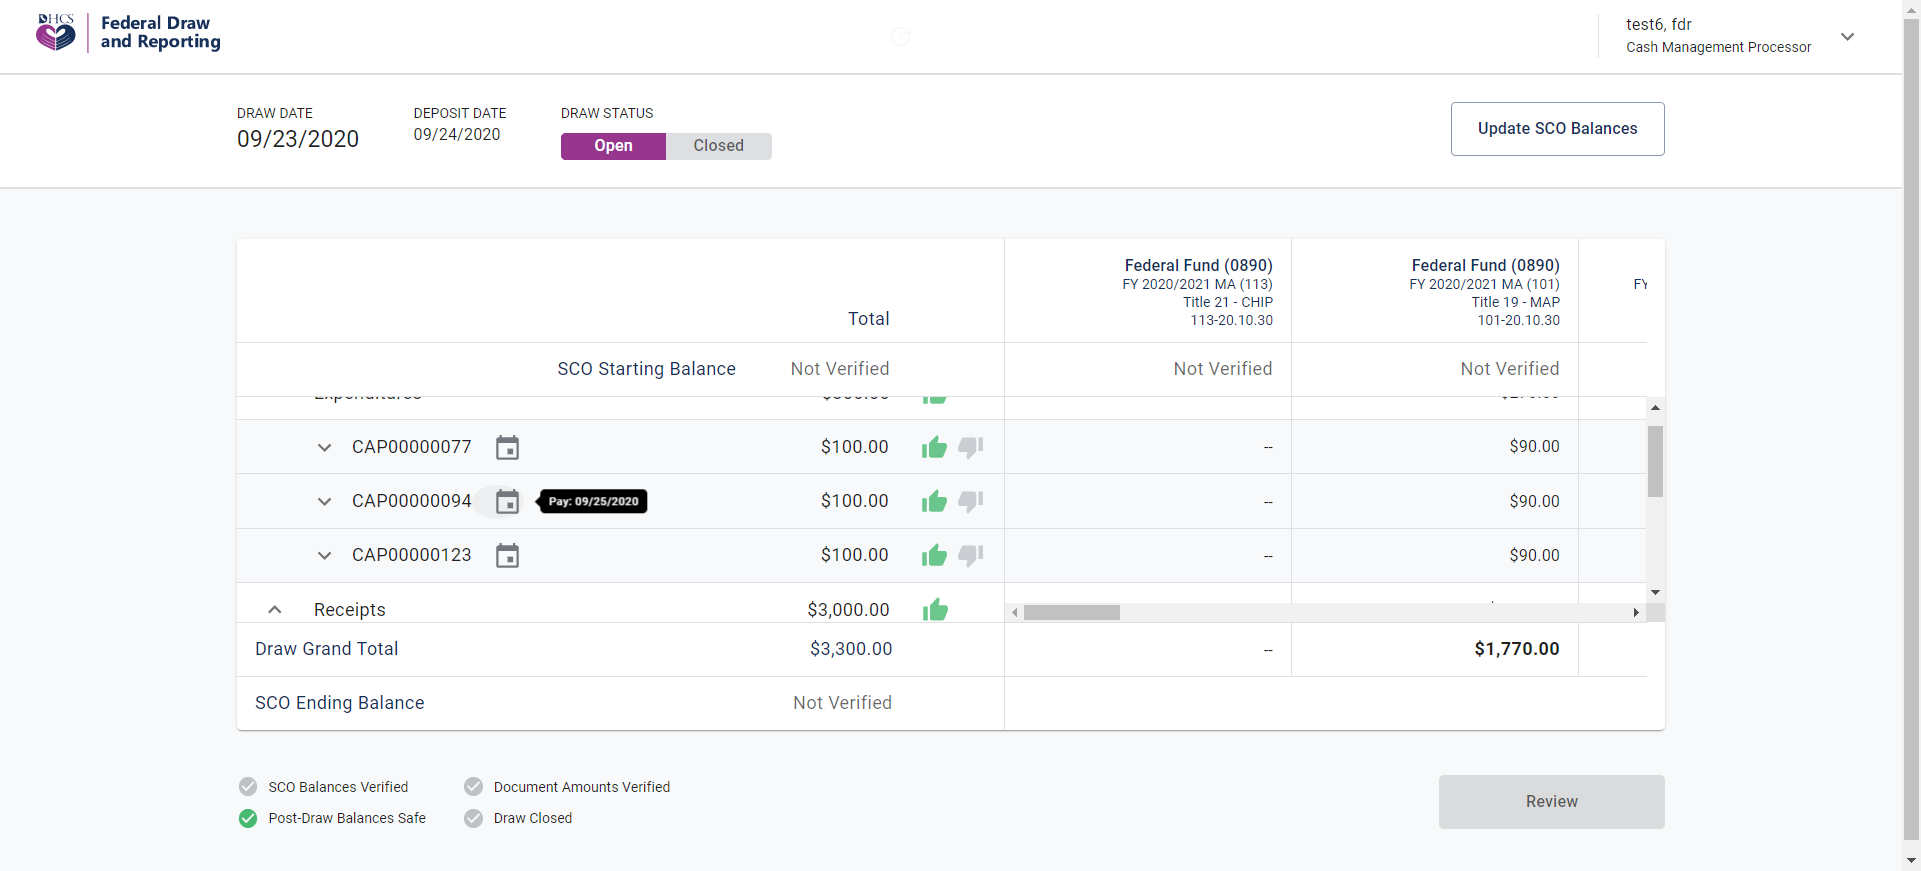 DHCS
Federal Draw
and Reporting
test6, fdr
Cash Management Processor
DRAW DATE
09/23/2020
DEPOSIT DATE
09/24/2020
DRAW STATUS
Open
Closed
Update SCO Balances
Total
Federal Fund (0890)
FY 2020/2021 MA (113)
Title 21 - CHIP
113-20.10.30
Federal Fund (0890)
FY 2020/2021 MA (101)
Title 19 - MAP
101-20.10.30
FY
SCO Starting Balance Not Verified Not Verified Not Verified
Expenditures
CAP00000077 $100.00 -- $90.00
CAP00000094 Pay: 09/25/2020 $100.00 -- $90.00
CAP00000123 $100.00 -- $90.00
Receipts $3,000.00
Draw Grand Total $3,300.00 -- $1,770.00
SCO Ending Balance Not Verified
SCO Balances Verified
Document Amounts Verified
Post-Draw Balances Safe
Draw Closed
Review